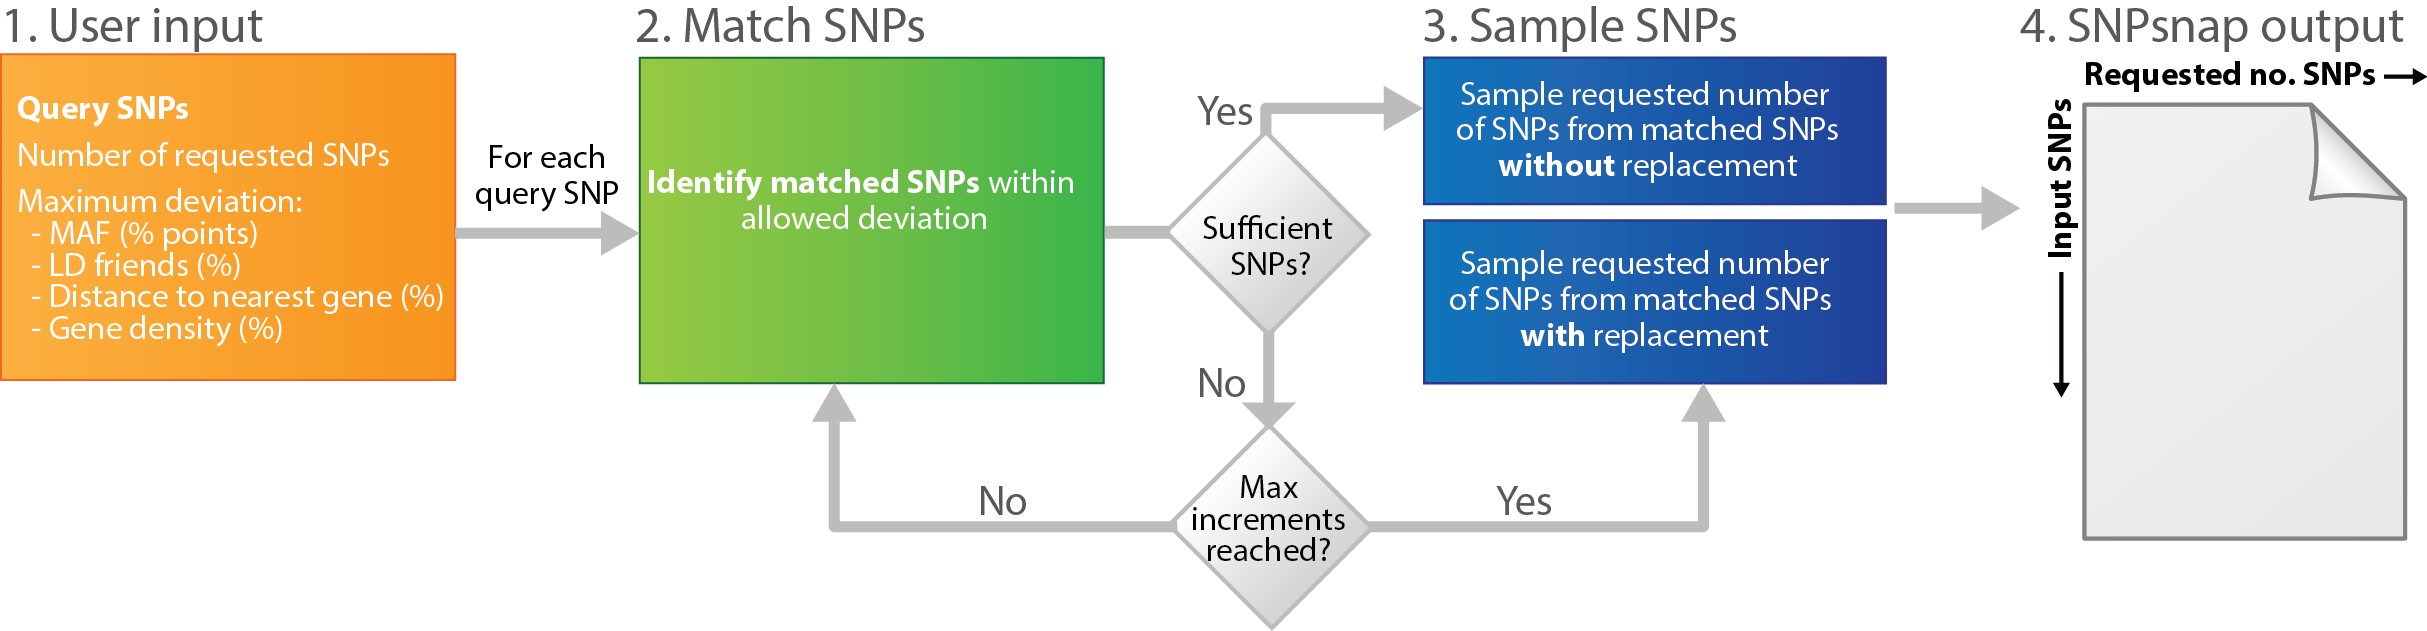 1. User input
Query SNPs
Number of requested SNPs
Maximum deviation:
- MAF (% points)
- LD friends (%)
- Distance to nearest gene (%)
- Gene density (%)
For each
query SNP
2. Match SNPs
Identify matched SNPs within
allowed deviation
Yes
Sufficient
SNPs?
No
Max
increments
reached?
No
Yes
3. Sample SNPs
Sample requested number
of SNPs from matched SNPs
without replacement
Sample requested number
of SNPs from matched SNPs
with replacement
4. SNPsnap output
Requested no. SNPs
Input SNPs